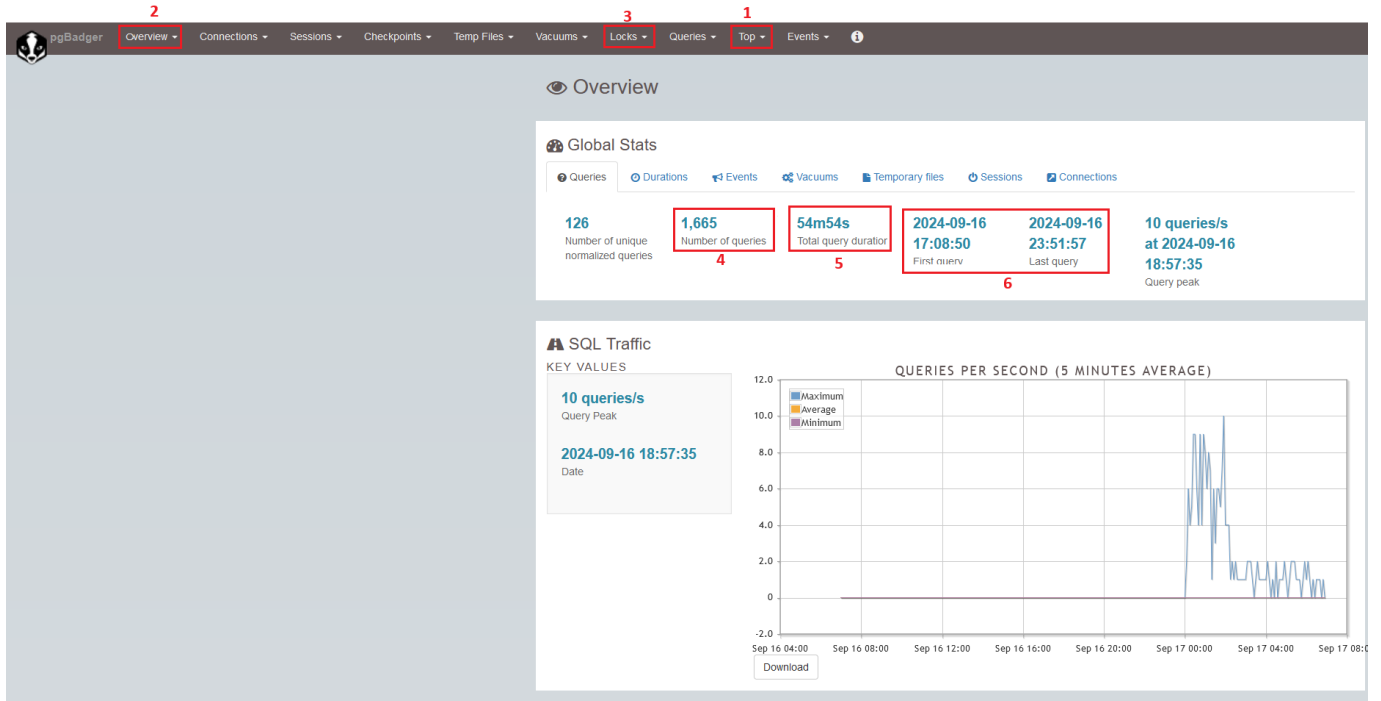 2 3 1
pgBadger Overview Connections Sessions Checkpoints Temp Files Vacuums Locks Queries Top Events
Overview
Global Stats
Queries Durations Events Vacuums Temporary files Sessions Connections
126
Number of unique
normalized queries
1,665
Number of queries
4
54m54s
Total query duration
5
2024-09-16
17:08:50
First query
2024-09-16
23:51:57
Last query
6
10 queries/s
at 2024-09-16
18:57:35
Query peak
SQL Traffic
KEY VALUES
10 queries/s
Query Peak
2024-09-16 18:57:35
Date
QUERIES PER SECOND (5 MINUTES AVERAGE)
Maximum
Average
Minimum
12.0
10.0
8.0
6.0
4.0
2.0
0
-2.0
Sep 16 04:00 Sep 16 08:00 Sep 16 12:00 Sep 16 16:00 Sep 16 20:00 Sep 17 00:00 Sep 17 04:00 Sep 17 08:0
Download